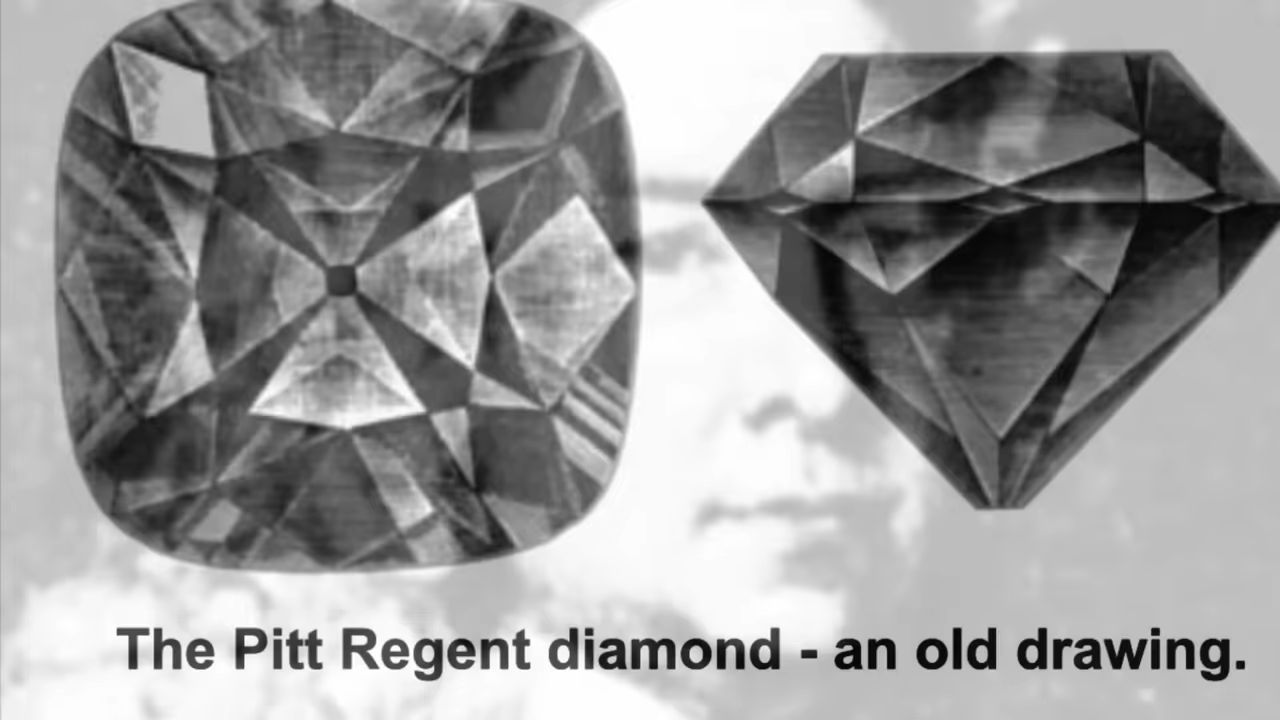 The Pitt Regent diamond - an old drawing.